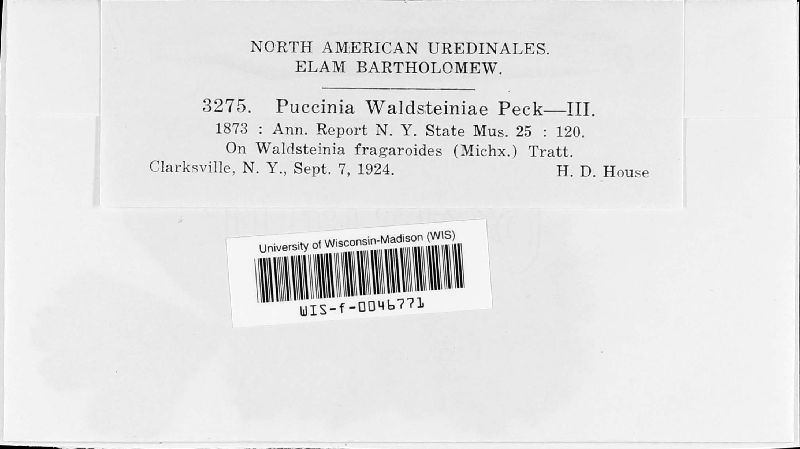 NORTH AMERICAN UREDINALES.
ELAM BARTHOLOMEW.
3275. Puccinia Waldsteiniae Peck—III.
1873 : Ann. Report N. Y. State Mus. 25 : 120.
On Waldsteinia fragaroides (Michx.) Tratt.
Clarksville, N. Y., Sept. 7, 1924. H. D. House
University of Wisconsin-Madison (WIS)
WIS-f-0046771